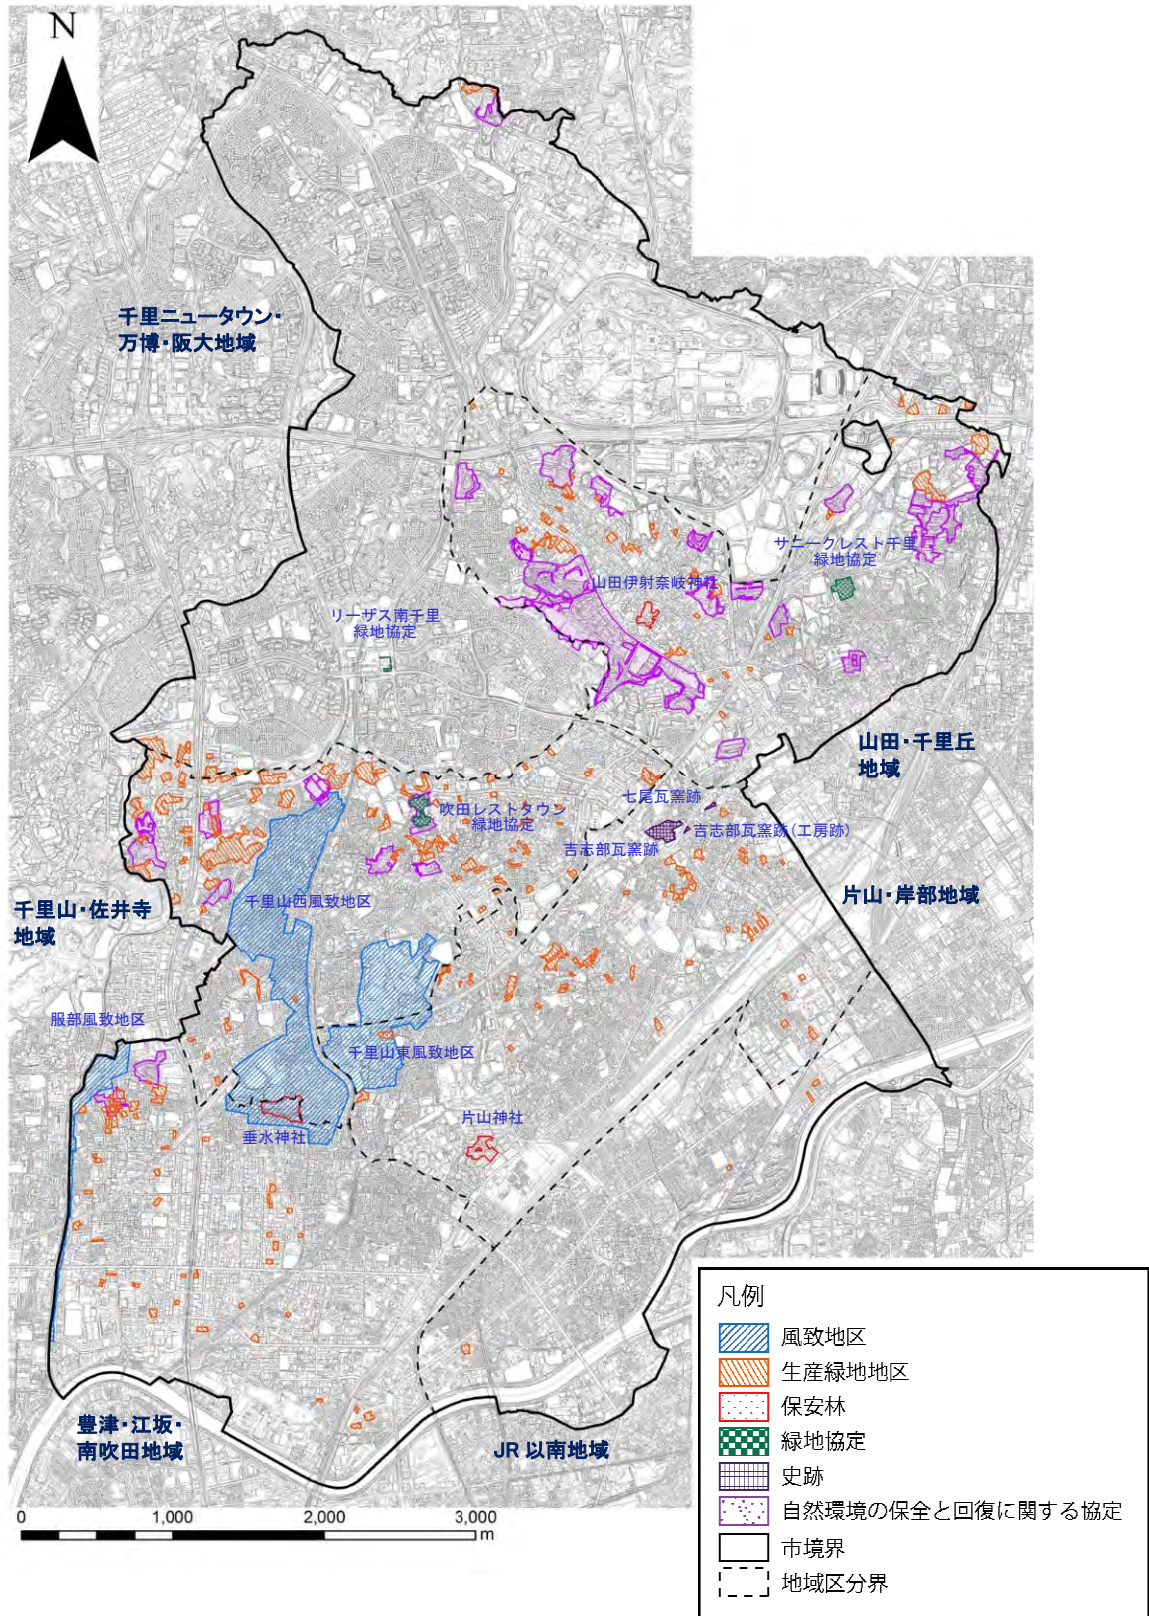 N
千里ニュータウン・
万博・阪大地域
サニークレスト千里
緑地協定
山田伊射奈岐神社
リーザス南千里
緑地協定
山田・千里丘
地域
七尾瓦窯跡
吹田レストタウン
緑地協定
吉志部瓦窯跡(工房跡)
吉志部瓦窯跡
千里山西風致地区
片山・岸部地域
千里山・佐井寺
地域
服部風致地区
千里山東風致地区
片山神社
垂水神社
豊津・江坂・
南吹田地域
JR 以南地域
0 1,000 2,000 3,000
m
凡例
風致地区
生産緑地地区
保安林
緑地協定
史跡
自然環境の保全と回復に関する協定
市境界
地域区分界